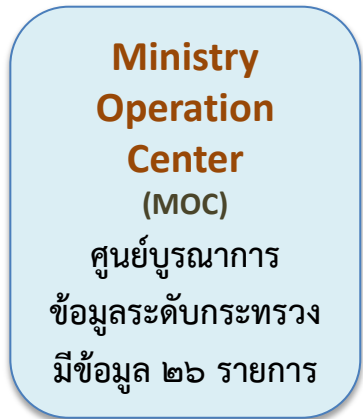 Ministry
Operation
Center
(MOC)
ศูนย์บูรณาการ
ข้อมูลระดับกระทรวง
มีข้อมูล ๒๖ รายการ